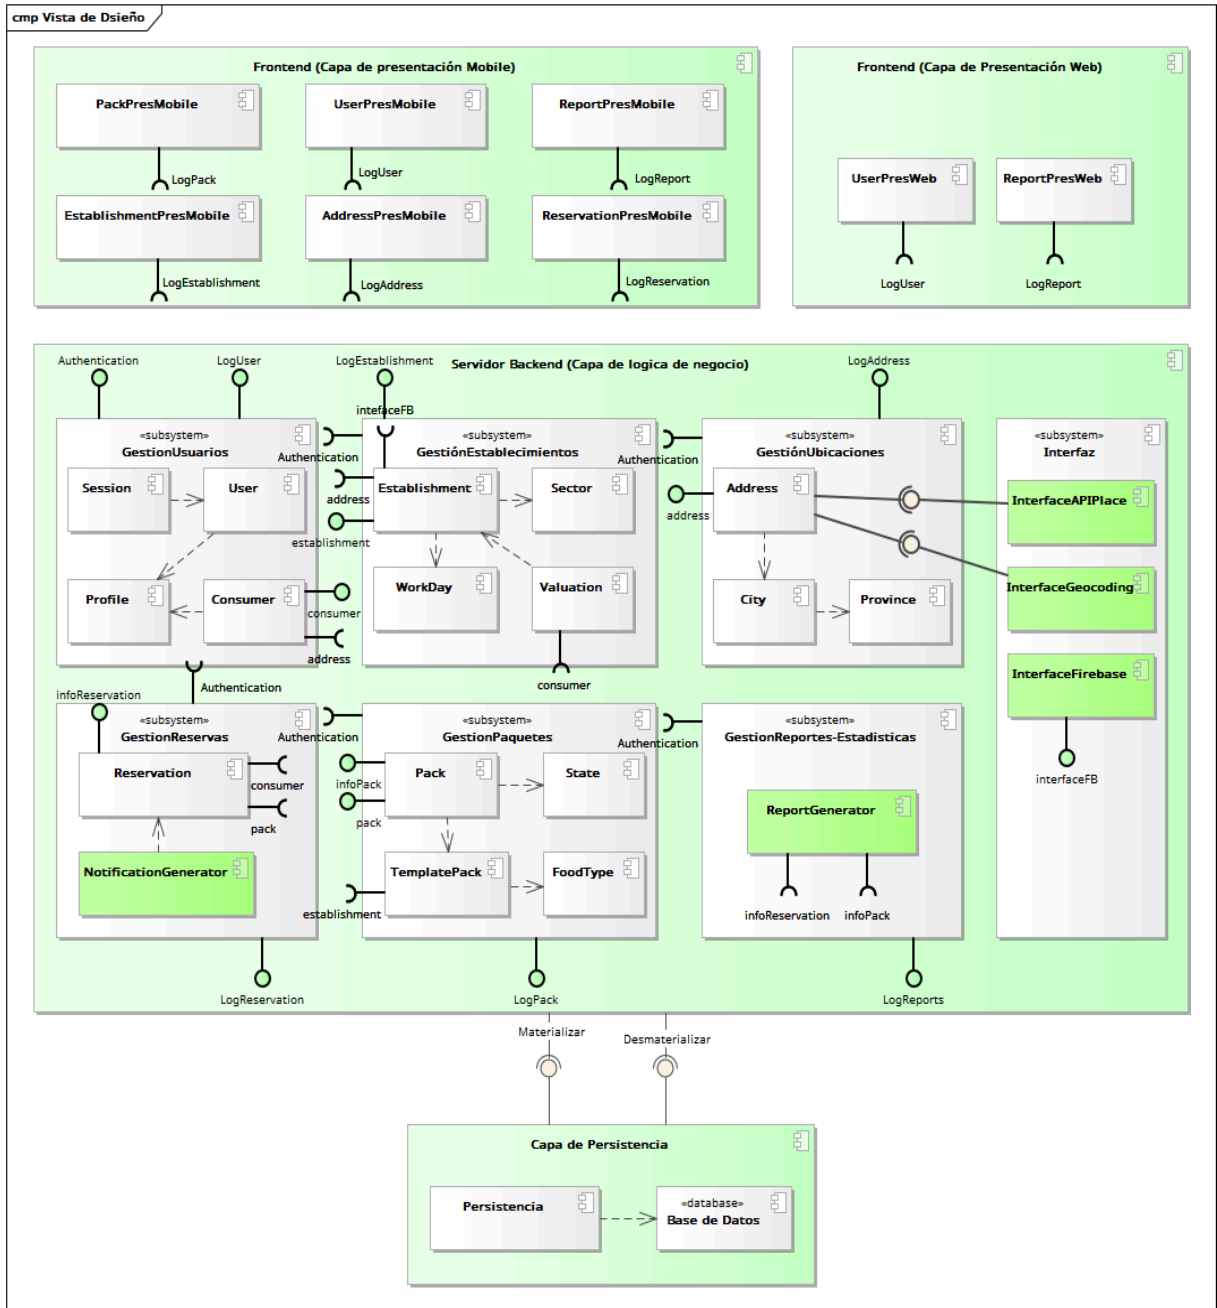 cmp Vista de Dsieño
Frontend (Capa de presentación Mobile)
PackPresMobile
UserPresMobile
ReportPresMobile
LogPack
LogUser
LogReport
EstablishmentPresMobile
AddressPresMobile
ReservationPresMobile
LogEstablishment
LogAddress
LogReservation
Frontend (Capa de Presentación Web)
UserPresWeb
ReportPresWeb
LogUser
LogReport
Servidor Backend (Capa de logica de negocio)
Authentication
LogUser
LogEstablishment
LogAddress
«subsystem»
GestionUsuarios
Session
User
Profile
Consumer
consumer
address
intefaceFB
Authentication
address
establishment
«subsystem»
GestiónEstablecimientos
Establishment
Sector
WorkDay
Valuation
consumer
Authentication
address
«subsystem»
GestiónUbicaciones
Address
City
Province
«subsystem»
Interfaz
InterfaceAPIPlace
InterfaceGeocoding
InterfaceFirebase
interfaceFB
infoReservation
Authentication
«subsystem»
GestionReservas
Reservation
consumer
pack
NotificationGenerator
LogReservation
Authentication
infoPack
pack
establishment
«subsystem»
GestionPaquetes
Pack
State
TemplatePack
FoodType
LogPack
Authentication
«subsystem»
GestionReportes-Estadisticas
ReportGenerator
infoReservation
infoPack
LogReports
Materializar
Desmaterializar
Capa de Persistencia
Persistencia
«database»
Base de Datos